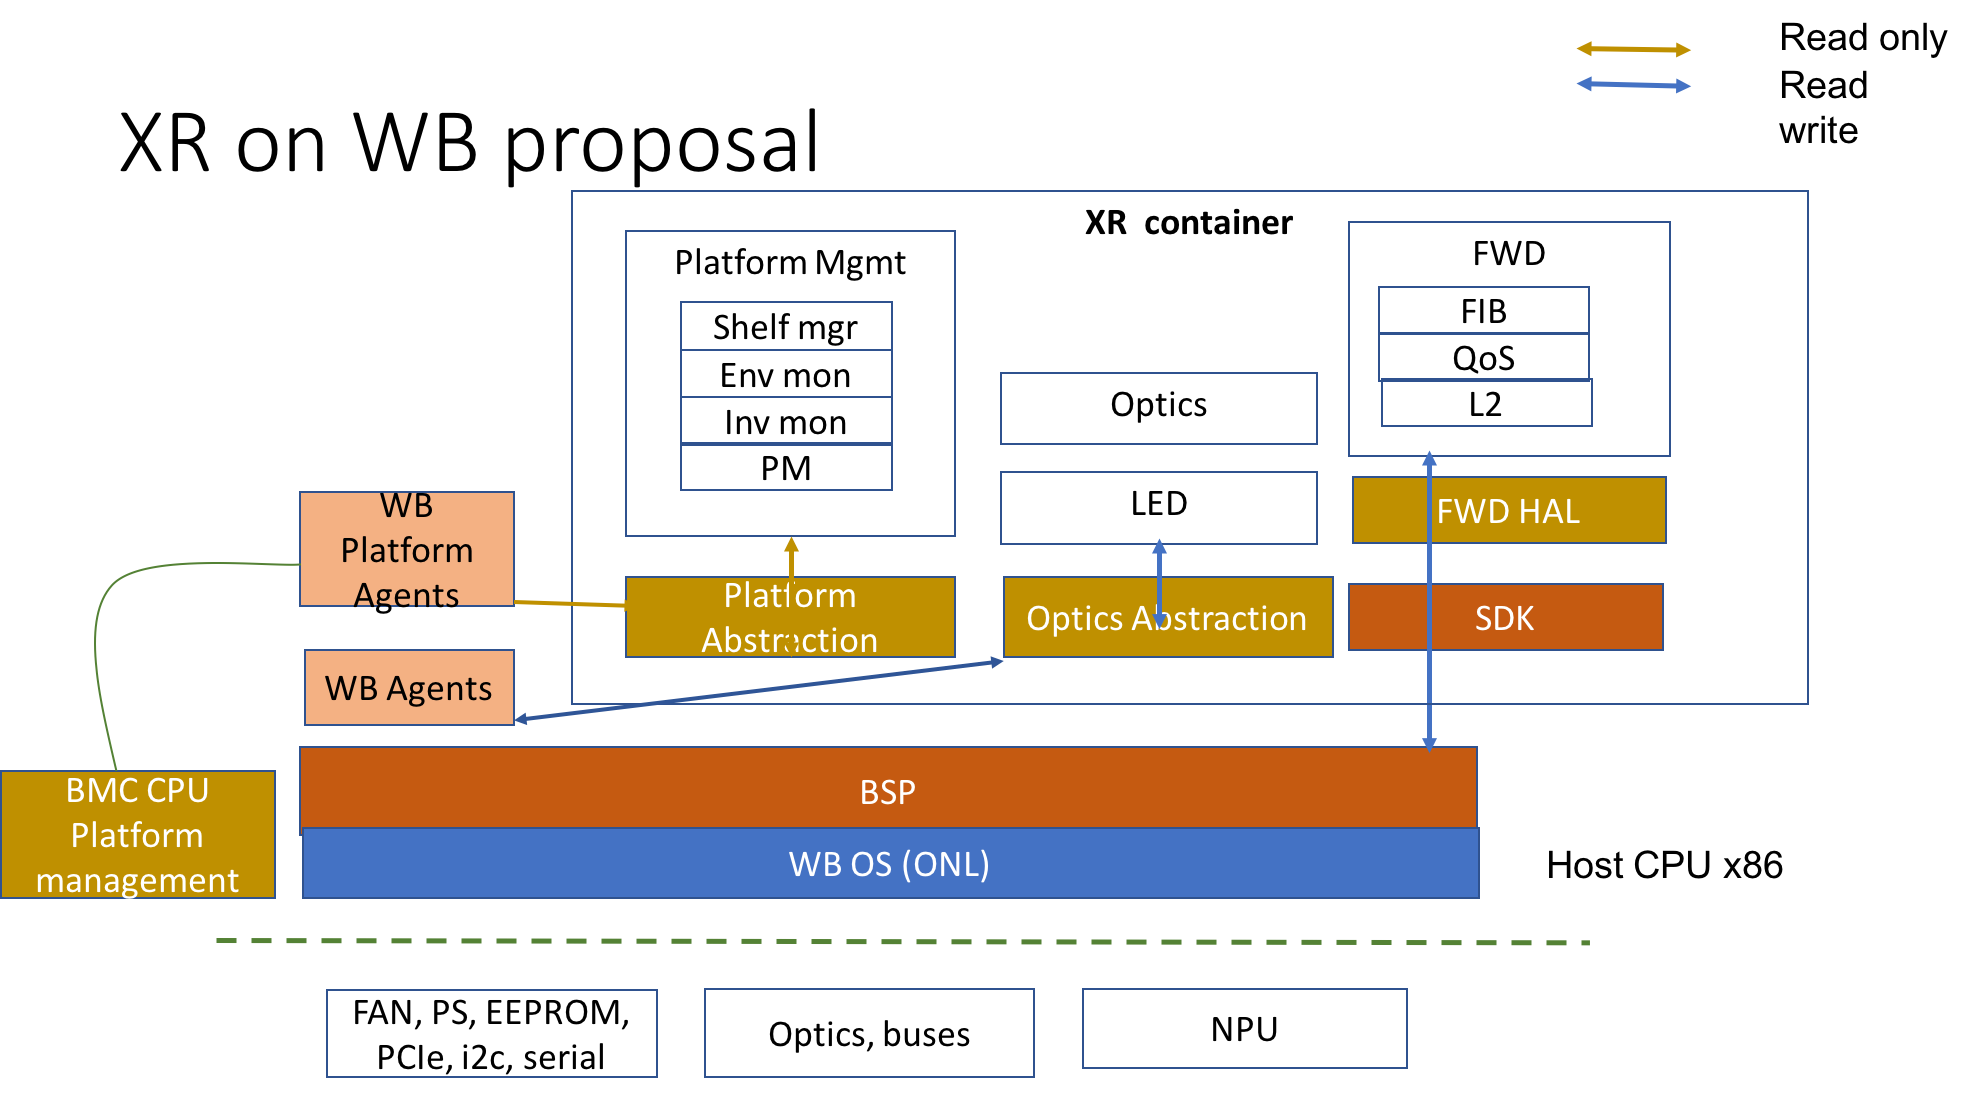 Read only
Read
write
XR on WB proposal
XR  container
Platform Mgmt
Shelf mgr
Env mon
Inv mon
PM
Optics
LED
FWD
FIB
QoS
L2
FWD HAL
SDK
WB
Platform
Agents
Platform
Abstraction
Optics Abstraction
WB Agents
BMC CPU
Platform
management
BSP
WB OS (ONL)
Host CPU x86
FAN, PS, EEPROM,
PCIe, i2c, serial
Optics, buses
NPU